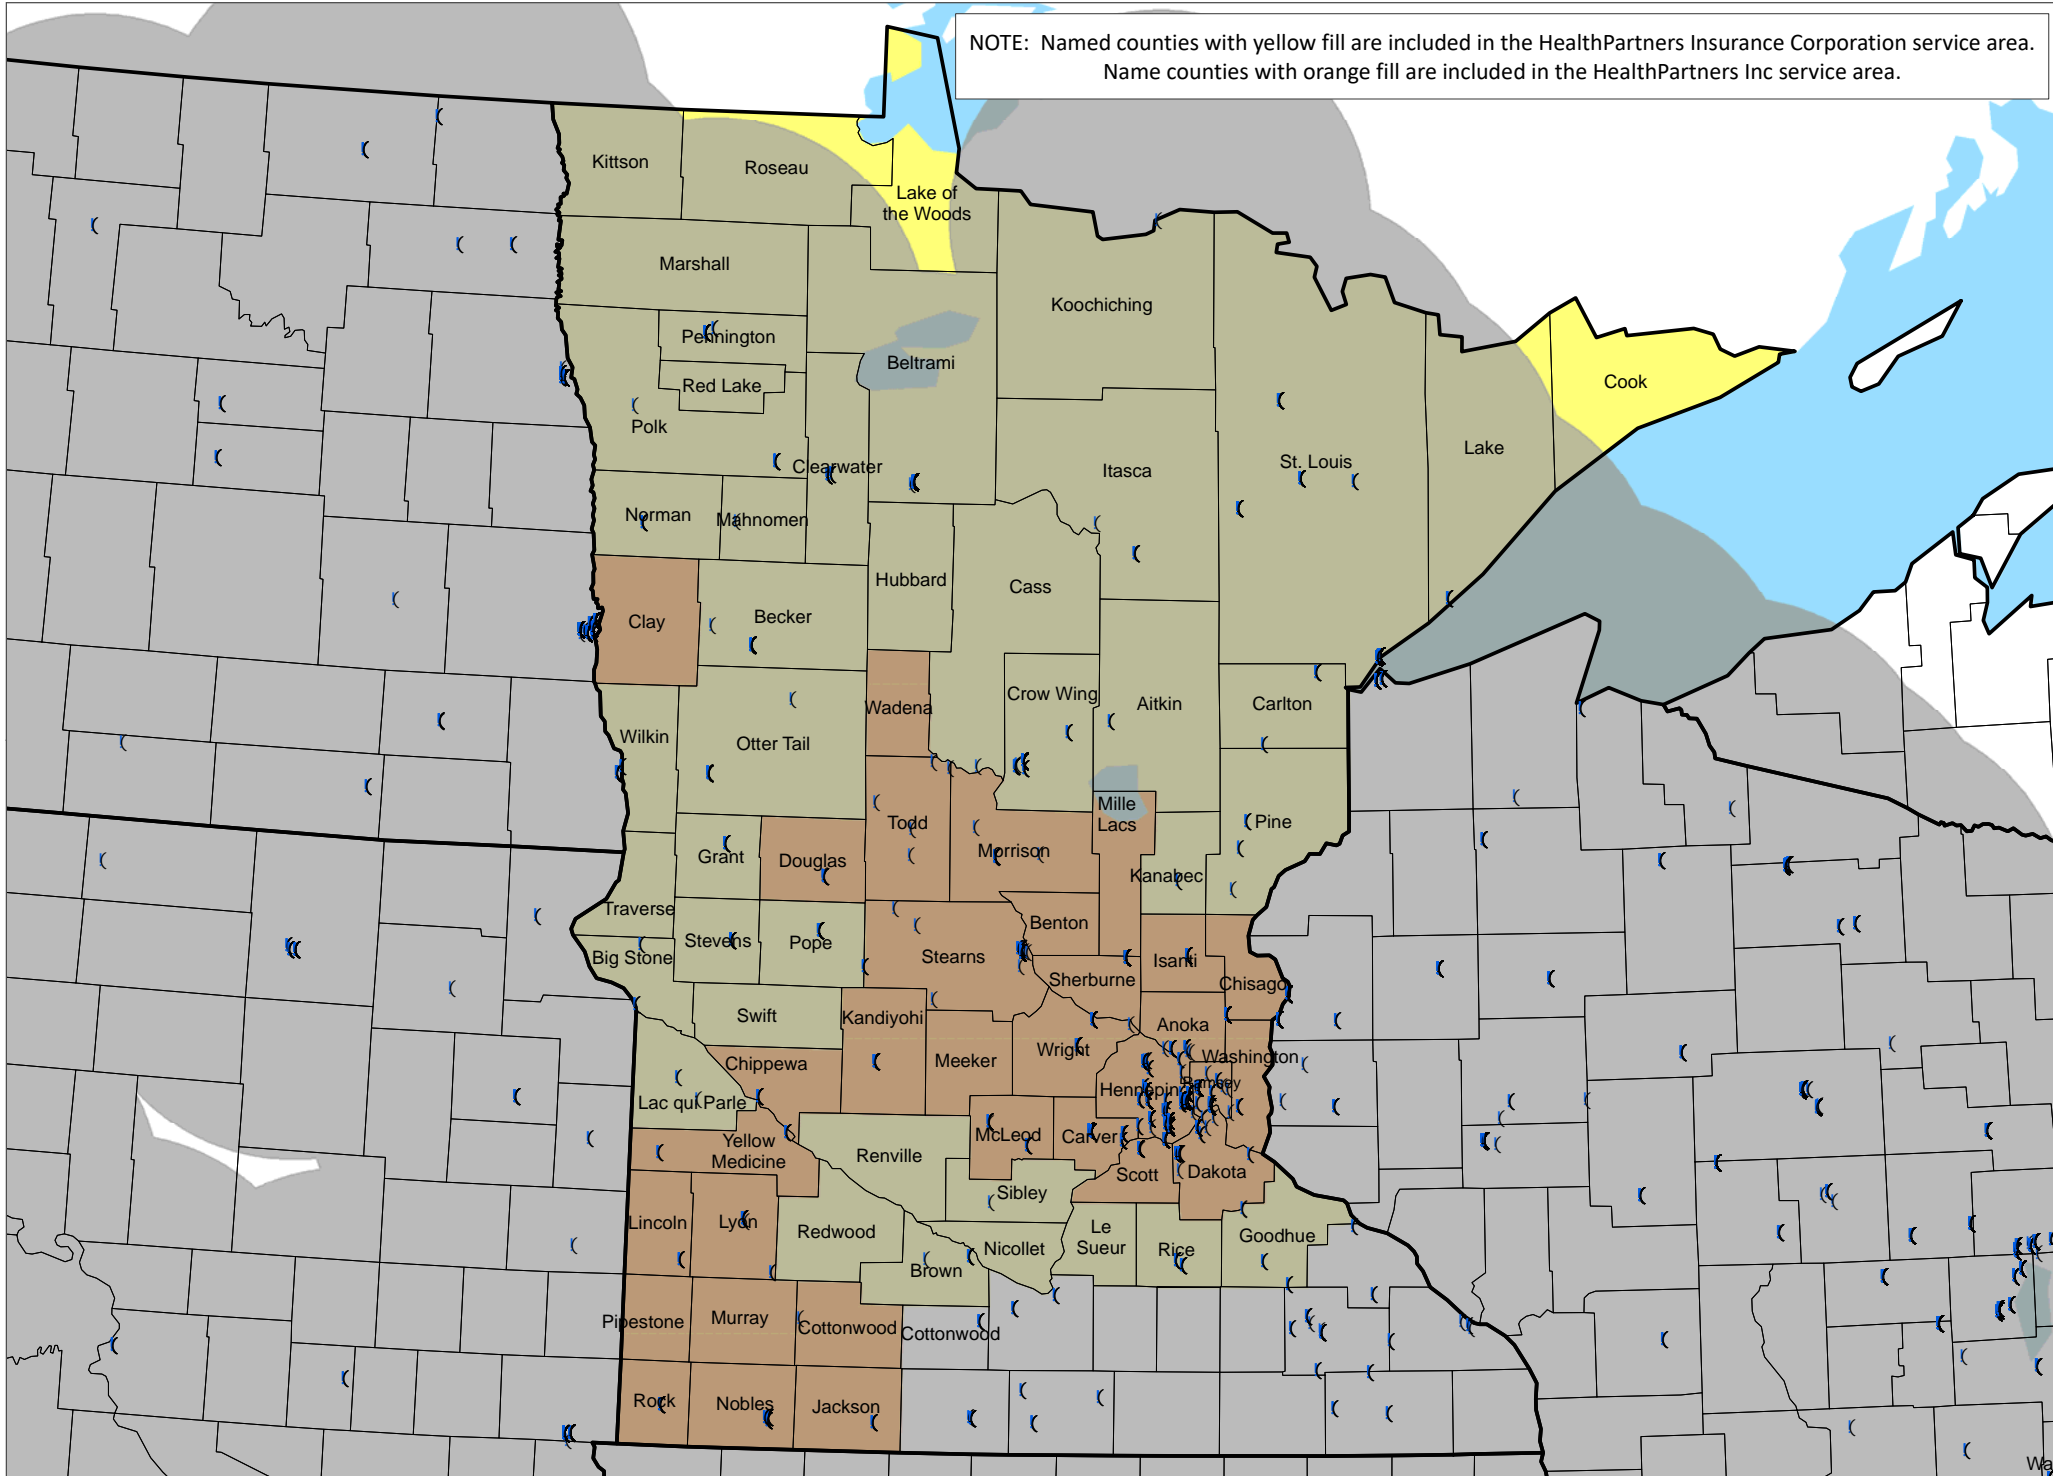 NOTE:  Named counties with yellow fill are included in the HealthPartners Insurance Corporation service area.
Name counties with orange fill are included in the HealthPartners Inc service area.
Kittson
Roseau
Lake of
the Woods
Marshall
Koochiching
Pennington
Beltrami
Red Lake
Cook
Polk
Lake
Clearwater
Itasca
St. Louis
Norman
Mahnomen
Hubbard
Cass
Clay
Becker
Crow Wing
Wadena
Aitkin
Carlton
Wilkin
Otter Tail
Mille
Lacs
Todd
Pine
Grant
Douglas
Morrison
Kanabec
Traverse
Benton
Stevens
Pope
Big Stone
Stearns
Isanti
Sherburne
Chisago
Swift
Kandiyohi
Anoka
Wright
Washington
Chippewa
Meeker
Ramsey
Hennepin
Lac qui Parle
McLeod
Carver
Yellow
Medicine
Renville
Scott
Dakota
Sibley
Lincoln
Lyon
Redwood
Le
Sueur
Goodhue
Nicollet
Rice
Brown
Pipestone
Murray
Cottonwood
Cottonwood
Rock
Nobles
Jackson
Wa